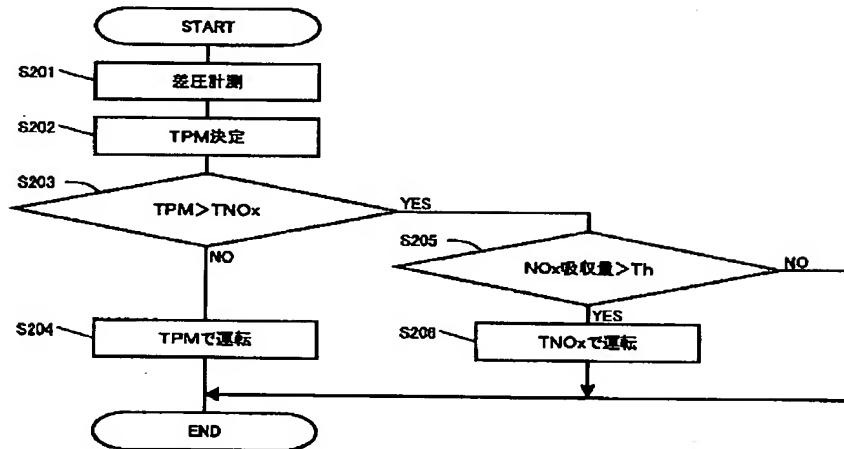 START
S201
差圧計測
S202
TPM決定
S203
TPM>TNOx
YES
NO
S205
NOx吸収量>Th
NO
YES
S204
TPMで運転
S206
TNOxで運転
END